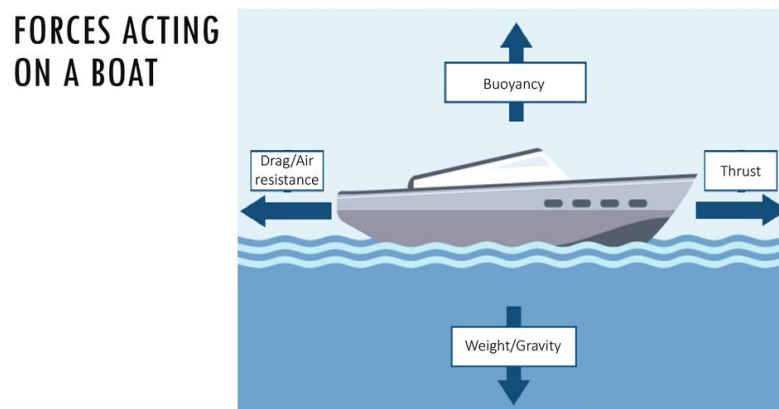 FORCES ACTING
ON A BOAT
Buoyancy
Drag/Air
resistance
Thrust
Weight/Gravity